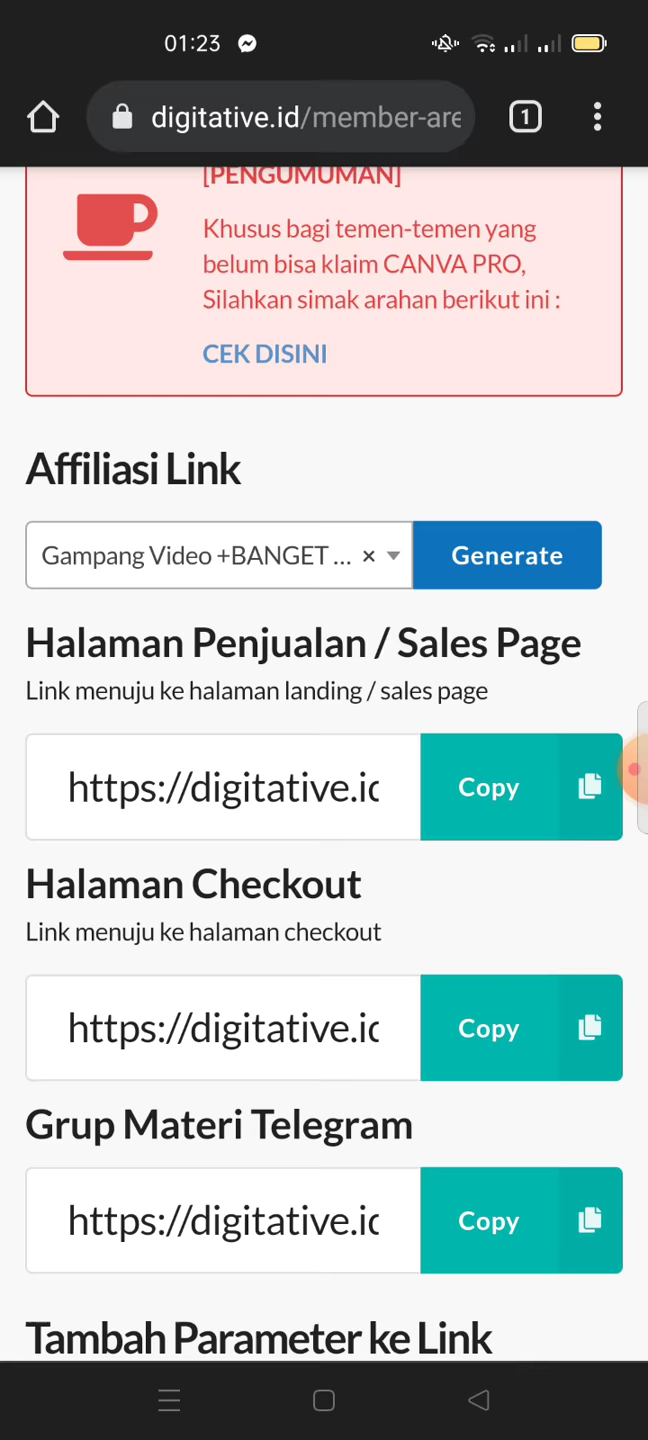 01:23
digitative.id/member-are
1
[PENGUMUMAN]
Khusus bagi temen-temen yang
belum bisa klaim CANVA PRO,
Silahkan simak arahan berikut ini :
CEK DISINI
Affiliasi Link
Gampang Video +BANGET ... × Generate
Halaman Penjualan / Sales Page
Link menuju ke halaman landing / sales page
https://digitative.id Copy
Halaman Checkout
Link menuju ke halaman checkout
https://digitative.id Copy
Grup Materi Telegram
https://digitative.id Copy
Tambah Parameter ke Link